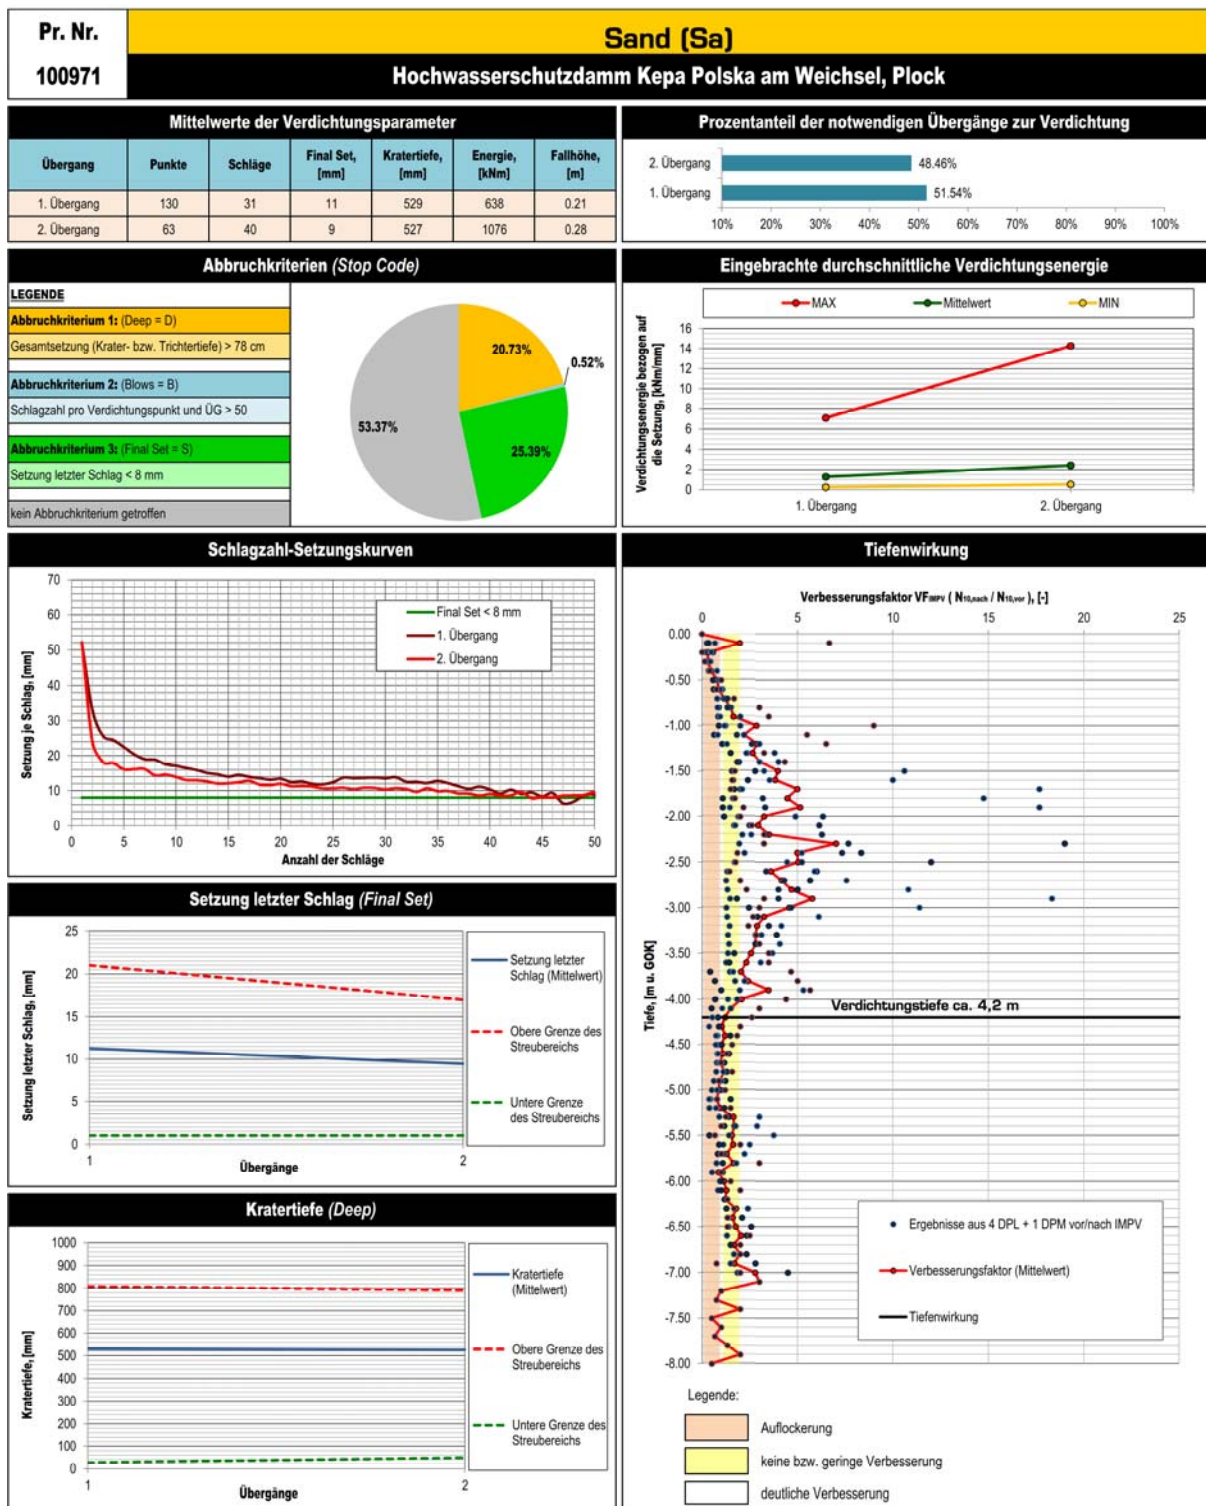 Pr. Nr.
100971
Sand (Sa)
Hochwasserschutzdamm Kepa Polska am Weichsel, Plock
Mittelwerte der Verdichtungsparameter
Übergang Punkte Schläge Final Set, [mm] Kratertiefe, [mm] Energie, [kNm] Fallhöhe, [m]
1. Übergang 130 31 11 529 638 0.21
2. Übergang 63 40 9 527 1076 0.28
Prozentanteil der notwendigen Übergänge zur Verdichtung
2. Übergang 48.46%
1. Übergang 51.54%
10% 20% 30% 40% 50% 60% 70% 80% 90% 100%
Abbruchkriterien (Stop Code)
LEGENDE
Abbruchkriterium 1: (Deep = D)
Gesamtsetzung (Krater- bzw. Trichtertiefe) > 78 cm
Abbruchkriterium 2: (Blows = B)
Schlagzahl pro Verdichtungspunkt und ÜG > 50
Abbruchkriterium 3: (Final Set = S)
Setzung letzter Schlag < 8 mm
kein Abbruchkriterium getroffen
20.73%
0.52%
25.39%
53.37%
Eingebrachte durchschnittliche Verdichtungsenergie
MAX Mittelwert MIN
Verdichtungsenergie bezogen auf
die Setzung, [kNm/mm]
16
14
12
10
8
6
4
2
0
1. Übergang 2. Übergang
Schlagzahl-Setzungskurven
Setzung je Schlag, [mm]
70
60
50
40
30
20
10
0
Final Set < 8 mm
1. Übergang
2. Übergang
0 5 10 15 20 25 30 35 40 45 50
Anzahl der Schläge
Setzung letzter Schlag (Final Set)
Setzung letzter Schlag, [mm]
25
20
15
10
5
0
1 2
Übergänge
Setzung letzter
Schlag (Mittelwert)
Obere Grenze des
Streubereichs
Untere Grenze
des Streubereichs
Kratertiefe (Deep)
Kratertiefe, [mm]
1000
900
800
700
600
500
400
300
200
100
0
1 2
Übergänge
Kratertiefe
(Mittelwert)
Obere Grenze des
Streubereichs
Untere Grenze des
Streubereichs
Tiefenwirkung
Verbesserungsfaktor VFIMPV ( N10,nach / N10,vor ), [-]
0 5 10 15 20 25
Tiefe, [m u. GOK]
0.00
-0.50
-1.00
-1.50
-2.00
-2.50
-3.00
-3.50
-4.00
-4.50
-5.00
-5.50
-6.00
-6.50
-7.00
-7.50
-8.00
Verdichtungstiefe ca. 4,2 m
Ergebnisse aus 4 DPL + 1 DPM vor/nach IMPV
Verbesserungsfaktor (Mittelwert)
Tiefenwirkung
Legende:
Auflockerung
keine bzw. geringe Verbesserung
deutliche Verbesserung